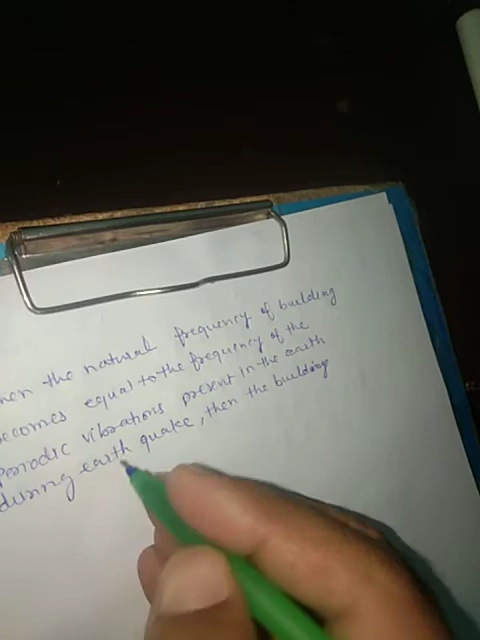 hen the natural frequency of building
ecomes equal to the frequency of the
periodic vibrations present in the earth
during earth quake, then the building